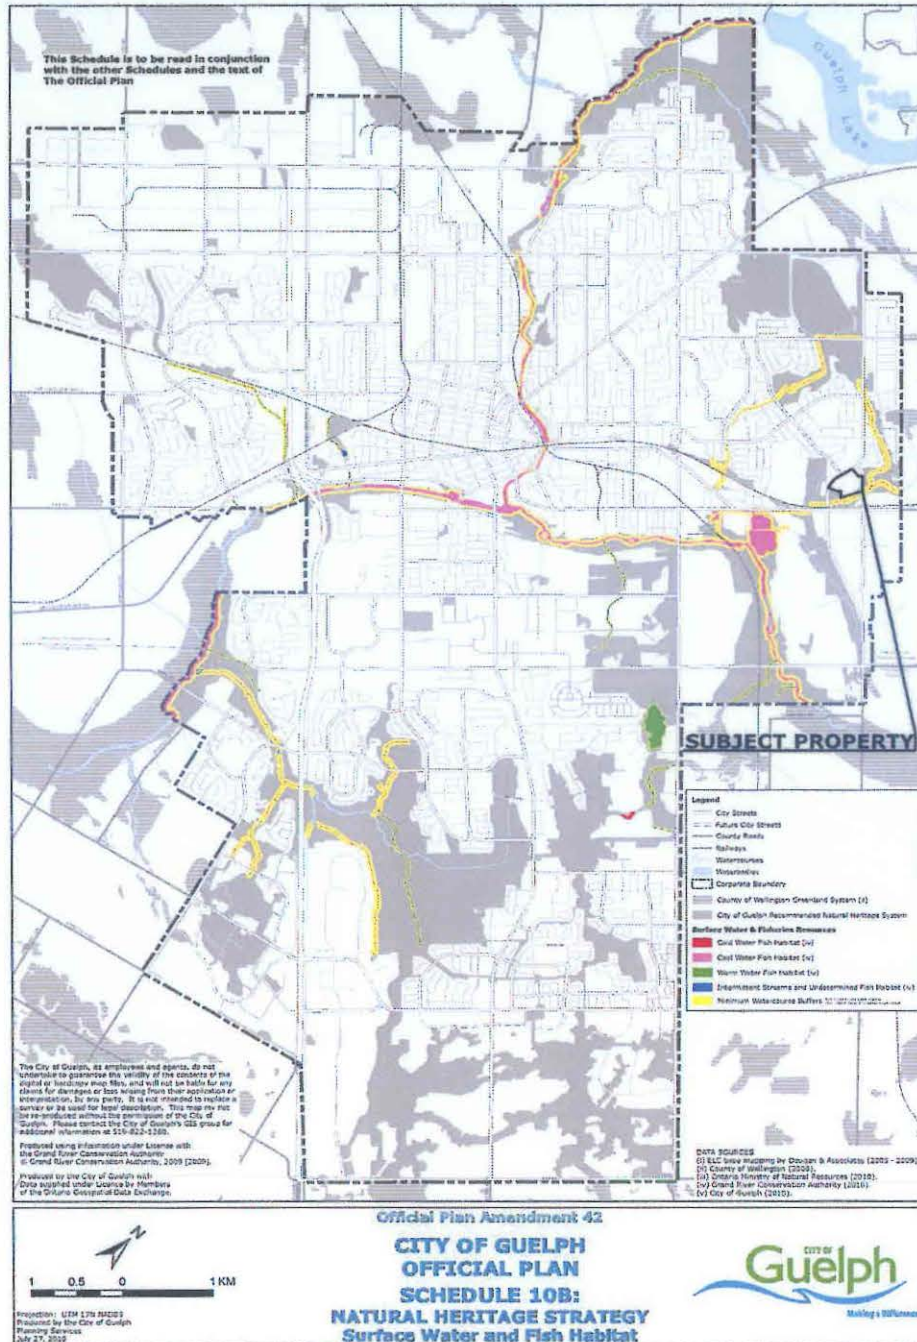 This Schedule is to be read in conjunction
with the other Schedules and the text of
The Official Plan
Guelph
Lake
SUBJECT PROPERTY
Legend
City Streets
Future City Streets
County Roads
Railways
Watercourses
Waterbodies
Corporate Boundary
County of Wellington Greenland System (ii)
City of Guelph Recommended Natural Heritage System
Surface Water & Fisheries Resources
Cold Water Fish Habitat (iv)
Cool Water Fish Habitat (iv)
Warm Water Fish Habitat (iv)
Intermittent Streams and Undetermined Fish Habitat (iv)
Minimum Watercourse Buffers
The City of Guelph, its employees and agents, do not
undertake to guarantee the validity of the contents of the
digital or hardcopy map files, and will not be liable for any
claims for damages or loss arising from their application or
interpretation, by any party. It is not intended to replace a
survey or be used for legal description. This map may not
be re-produced without the permission of the City of
Guelph. Please contact the City of Guelph's GIS group for
additional information at 519-822-1260.
Produced using information under License with
the Grand River Conservation Authority
© Grand River Conservation Authority, 2009 [2009].
Produced by the City of Guelph with
Data supplied under Licence by Members
of the Ontario Geospatial Data Exchange.
DATA SOURCES
(i) ELC base mapping by Dougan & Associates (2005 - 2009)
(ii) County of Wellington (2009).
(iii) Ontario Ministry of Natural Resources (2010).
(iv) Grand River Conservation Authority (2010).
(v) City of Guelph (2010).
N
1 0.5 0 1 KM
Projection: UTM 17N NAD83
Produced by the City of Guelph
Planning Services
July 27, 2010
Official Plan Amendment 42
CITY OF GUELPH
OFFICIAL PLAN
SCHEDULE 10B:
NATURAL HERITAGE STRATEGY
Surface Water and Fish Habitat
CITY OF
Guelph
Making a Difference